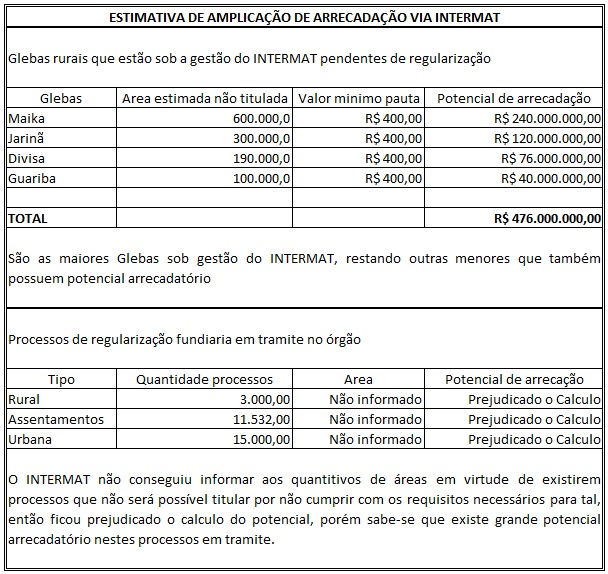 ESTIMATIVA DE AMPLICAÇÃO DE ARRECADAÇÃO VIA INTERMAT
Glebas rurais que estão sob a gestão do INTERMAT pendentes de regularização
Glebas Area estimada não titulada Valor minimo pauta Potencial de arrecadação
Maika 600.000,0 R$ 400,00 R$ 240.000.000,00
Jarinã 300.000,0 R$ 400,00 R$ 120.000.000,00
Divisa 190.000,0 R$ 400,00 R$ 76.000.000,00
Guariba 100.000,0 R$ 400,00 R$ 40.000.000,00
TOTAL R$ 476.000.000,00
São as maiores Glebas sob gestão do INTERMAT, restando outras menores que também
possuem potencial arrecadatório
Processos de regularização fundiaria em tramite no órgão
Tipo Quantidade processos Area Potencial de arrecação
Rural 3.000,00 Não informado Prejudicado o Calculo
Assentamentos 11.532,00 Não informado Prejudicado o Calculo
Urbana 15.000,00 Não informado Prejudicado o Calculo
O INTERMAT não conseguiu informar aos quantitivos de áreas em virtude de existirem
processos que não será possível titular por não cumprir com os requisitos necessários para tal,
então ficou prejudicado o calculo do potencial, porém sabe-se que existe grande potencial
arrecadatório nestes processos em tramite.